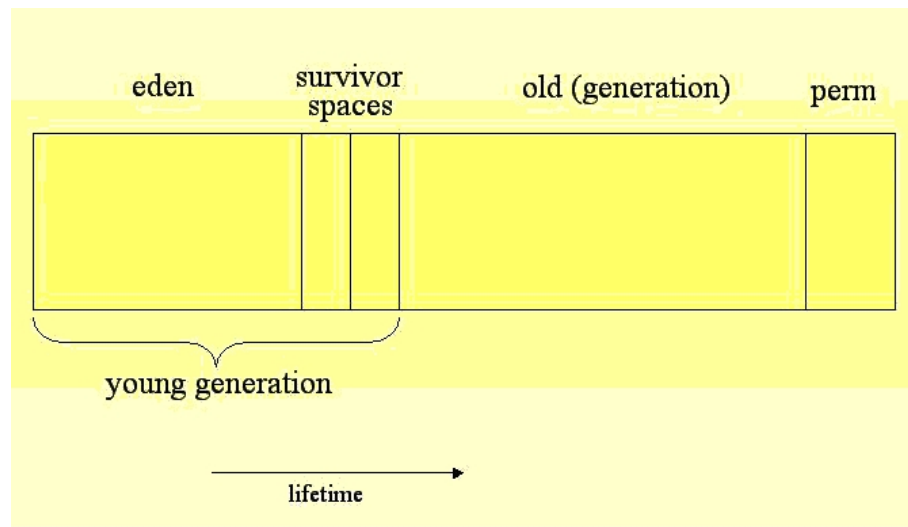 eden
survivor
spaces
old (generation)
perm
young generation
lifetime